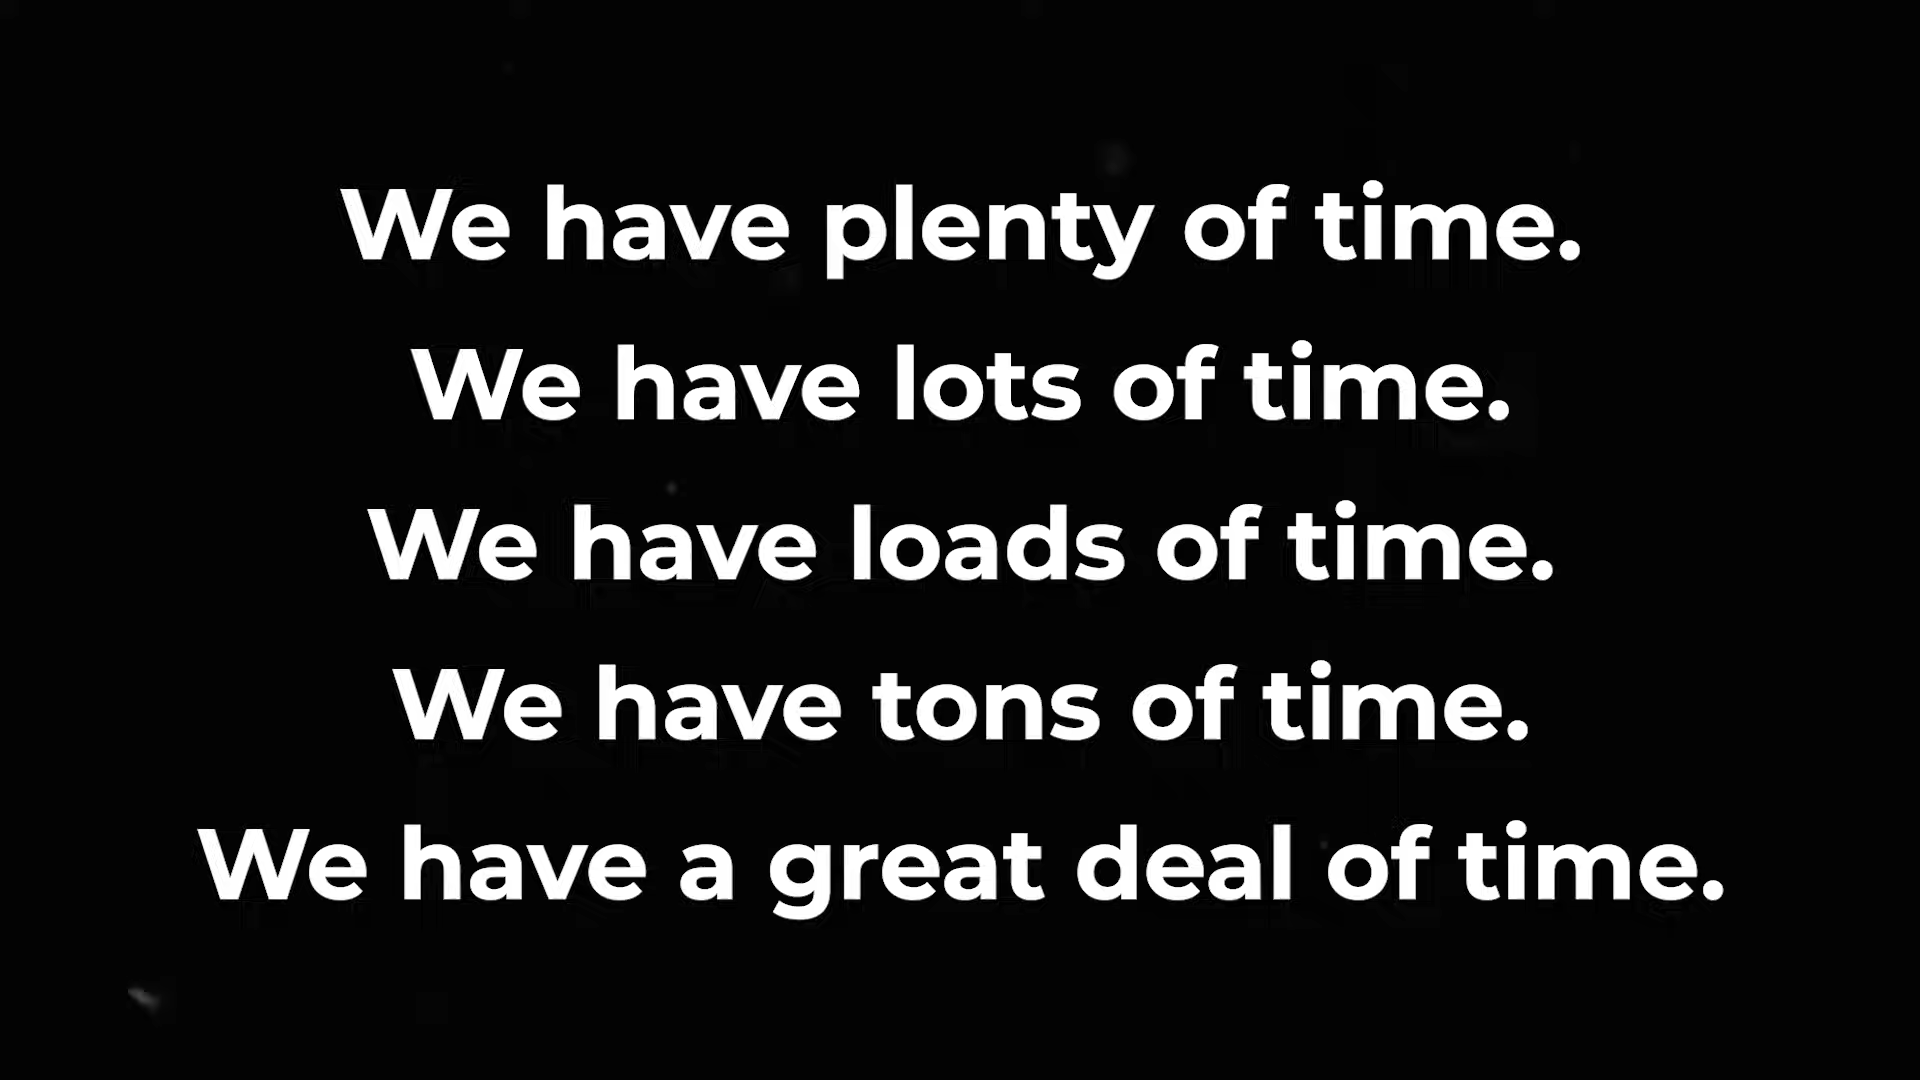 We have plenty of time.
We have lots of time.
We have loads of time.
We have tons of time.
We have a great deal of time.